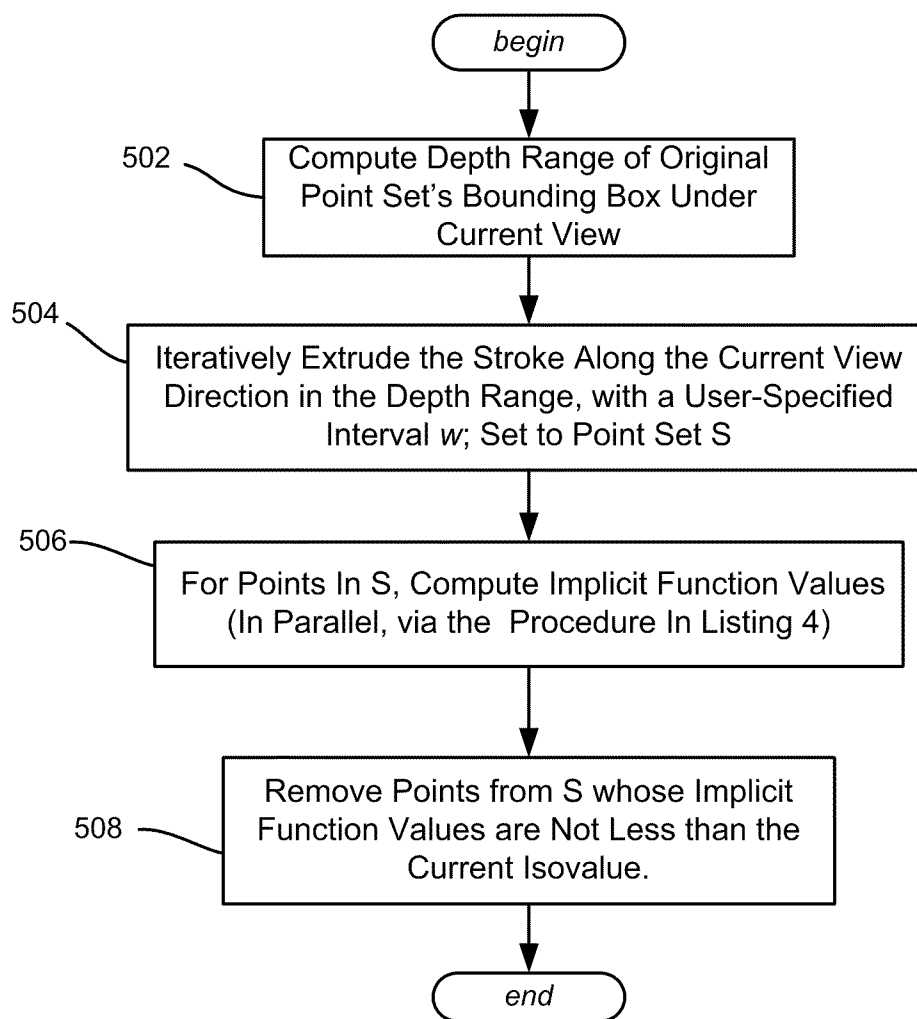 begin
502
Compute Depth Range of Original
Point Set's Bounding Box Under
Current View
504
Iteratively Extrude the Stroke Along the Current View
Direction in the Depth Range, with a User-Specified
Interval w; Set to Point Set S
506
For Points In S, Compute Implicit Function Values
(In Parallel, via the Procedure In Listing 4)
508
Remove Points from S whose Implicit
Function Values are Not Less than the
Current Isovalue.
end